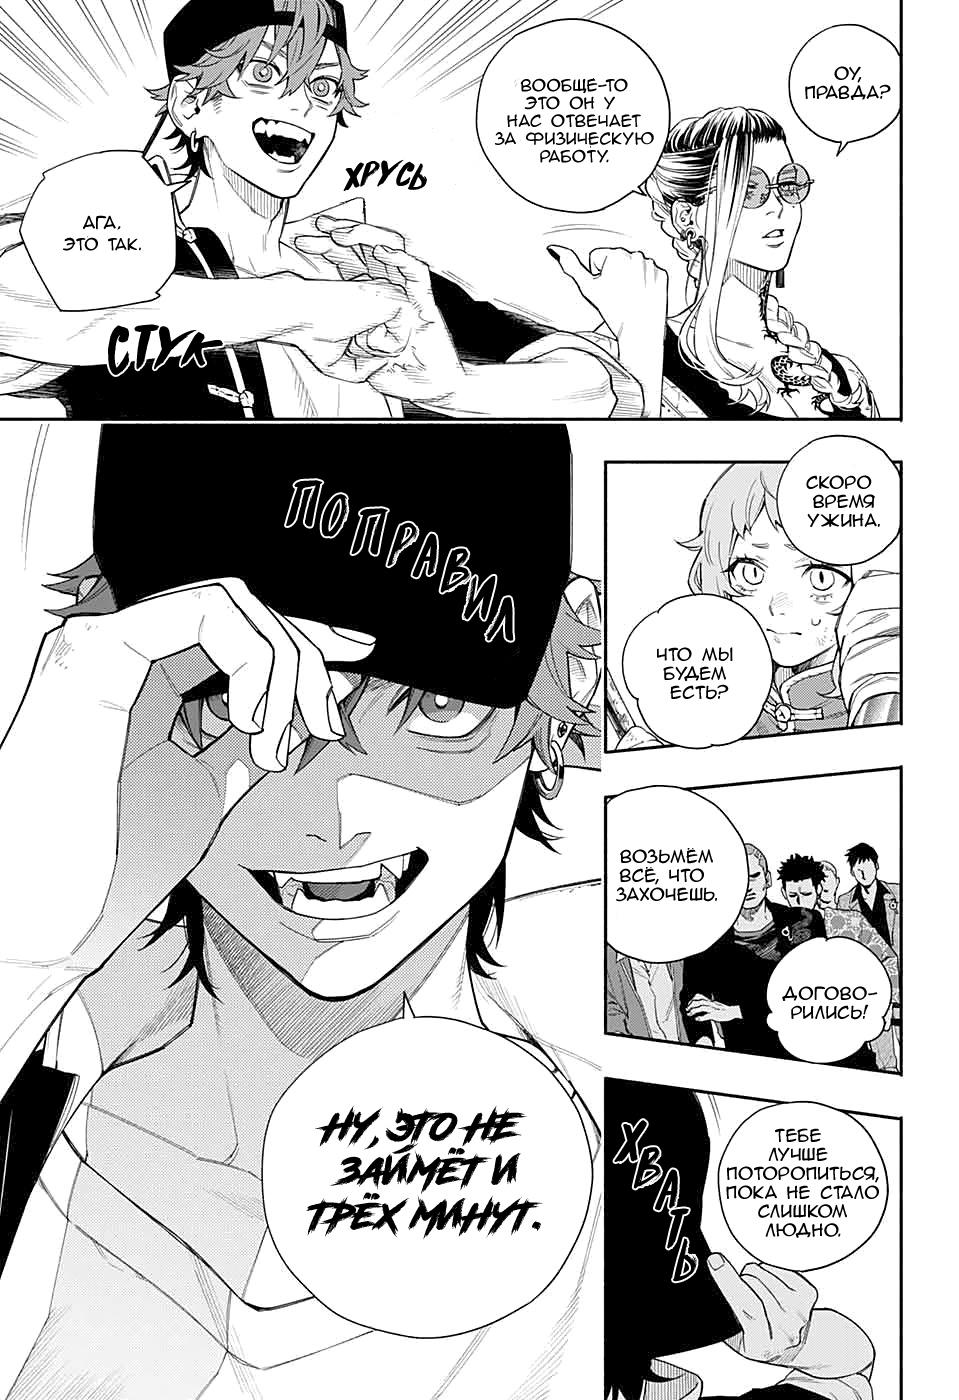 ОУ,
ПРАВДА?
ВООБЩЕ-ТО
ЭТО ОН У
НАС ОТВЕЧАЕТ
ЗА ФИЗИЧЕСКУЮ
РАБОТУ.
ХРУСЬ
АГА,
ЭТО ТАК.
СТУК
СКОРО
ВРЕМЯ
УЖИНА.
ЧТО МЫ
БУДЕМ
ЕСТЬ?
ВОЗЬМЁМ
ВСЁ, ЧТО
ЗАХОЧЕШЬ.
ДОГОВО-
РИЛИСЬ!
ТЕБЕ
ЛУЧШЕ
ПОТОРОПИТЬСЯ,
ПОКА НЕ СТАЛО
СЛИШКОМ
ЛЮДНО.
ХВАТЬ
ПОПРАВИЛ
НУ, ЭТО НЕ
ЗАЙМЁТ И
ТРЁХ МИНУТ.